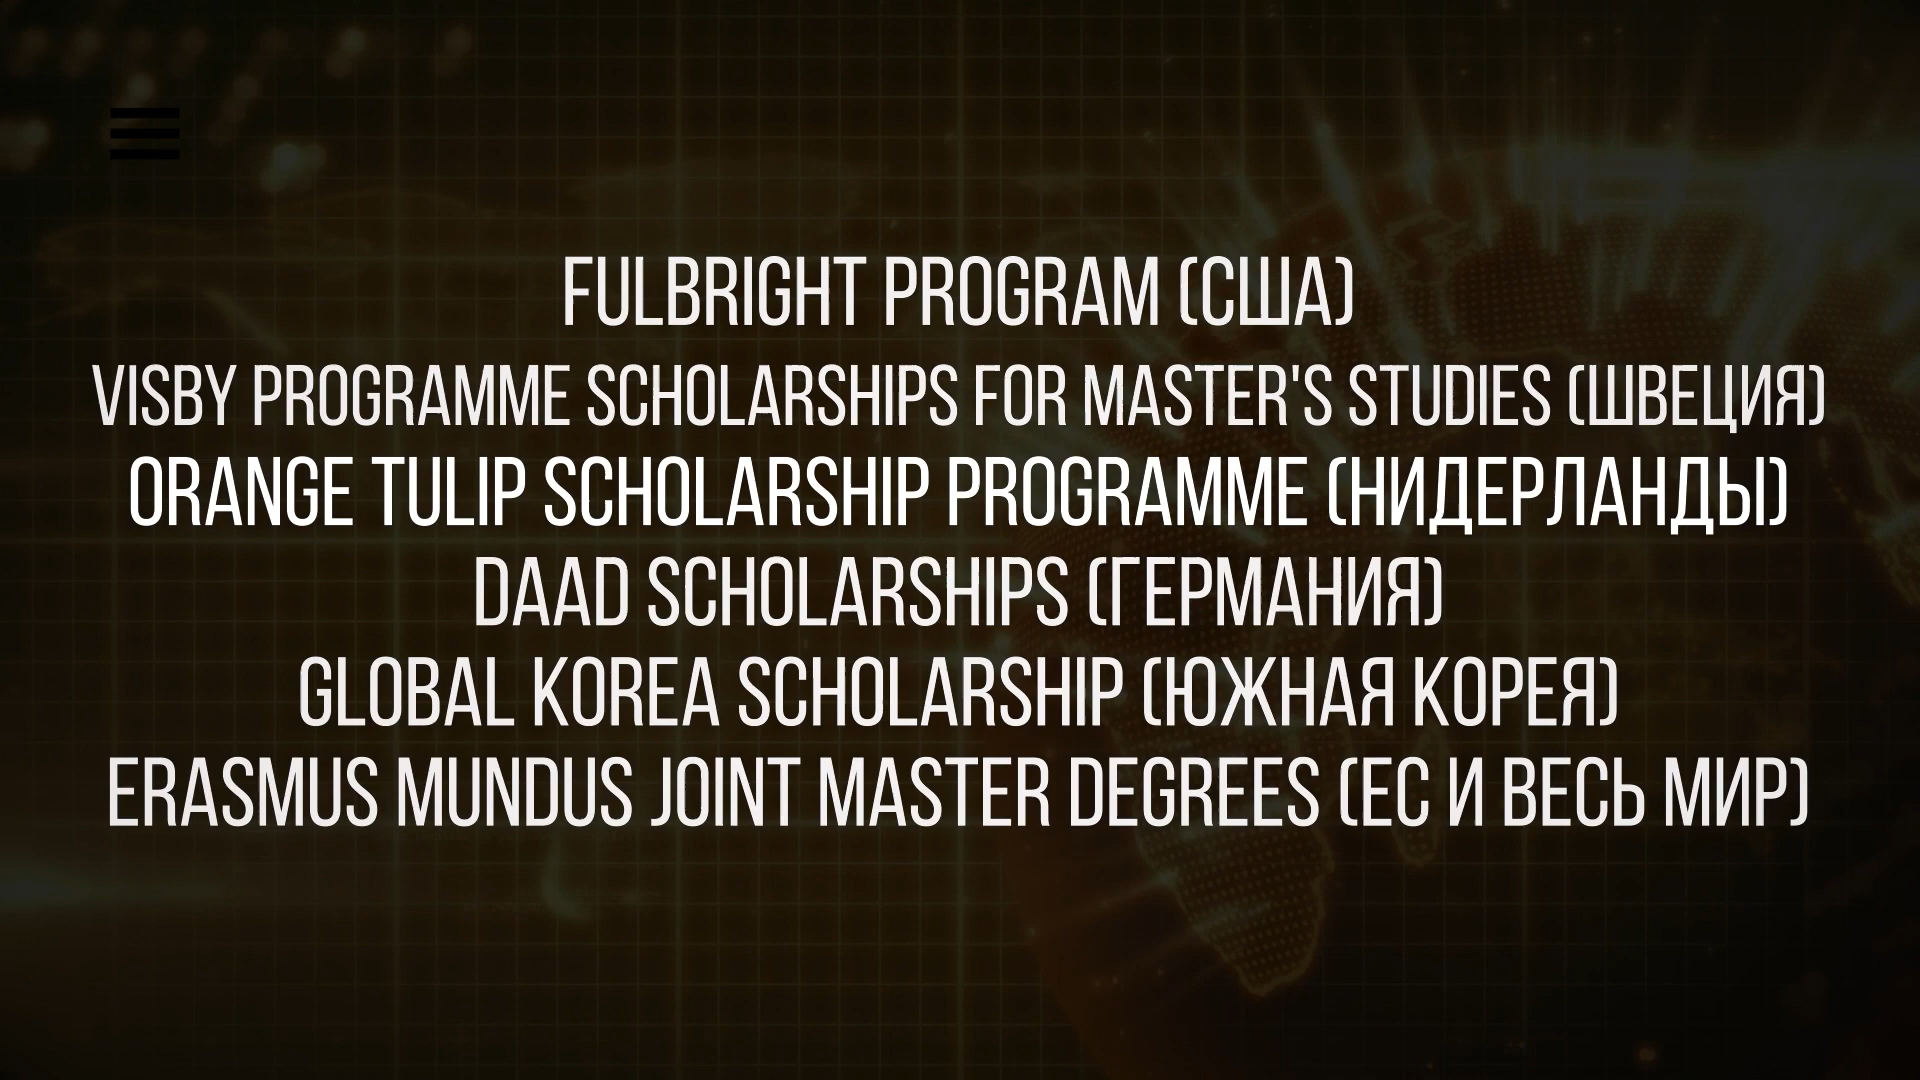 FULBRIGHT PROGRAM (США)
VISBY PROGRAMME SCHOLARSHIPS FOR MASTER'S STUDIES (ШВЕЦИЯ)
ORANGE TULIP SCHOLARSHIP PROGRAMME (НИДЕРЛАНДЫ)
DAAD SCHOLARSHIPS (ГЕРМАНИЯ)
GLOBAL KOREA SCHOLARSHIP (ЮЖНАЯ КОРЕЯ)
ERASMUS MUNDUS JOINT MASTER DEGREES (ЕС И ВЕСЬ МИР)